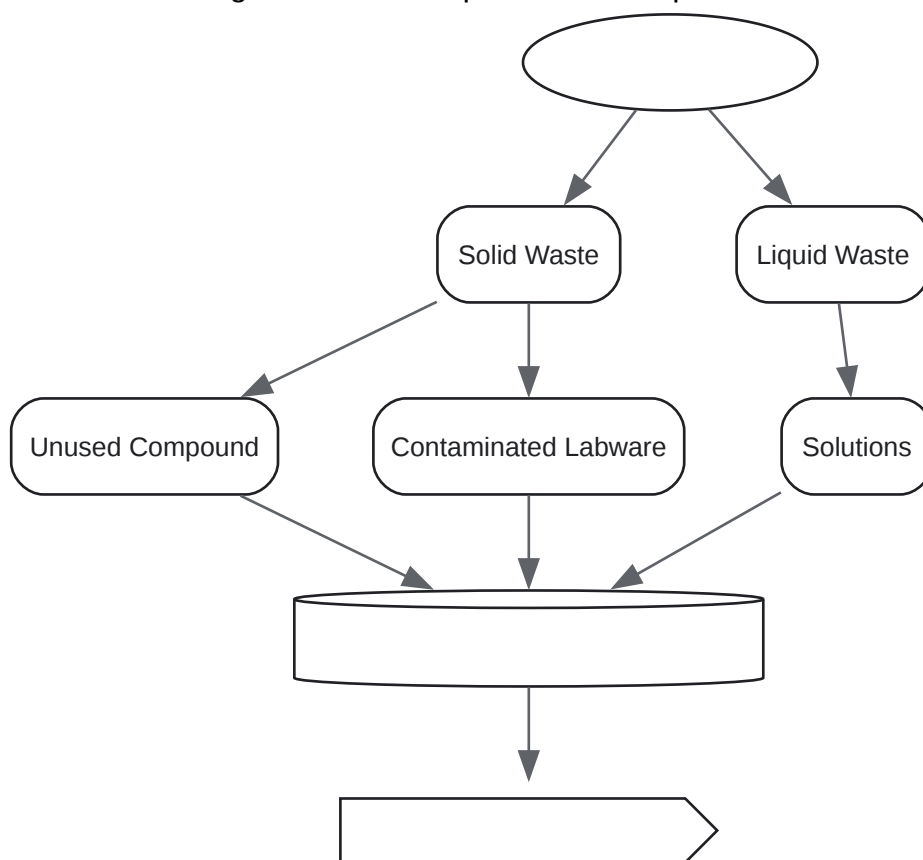 Solid Waste
Liquid Waste
Unused Compound
Contaminated Labware
Solutions